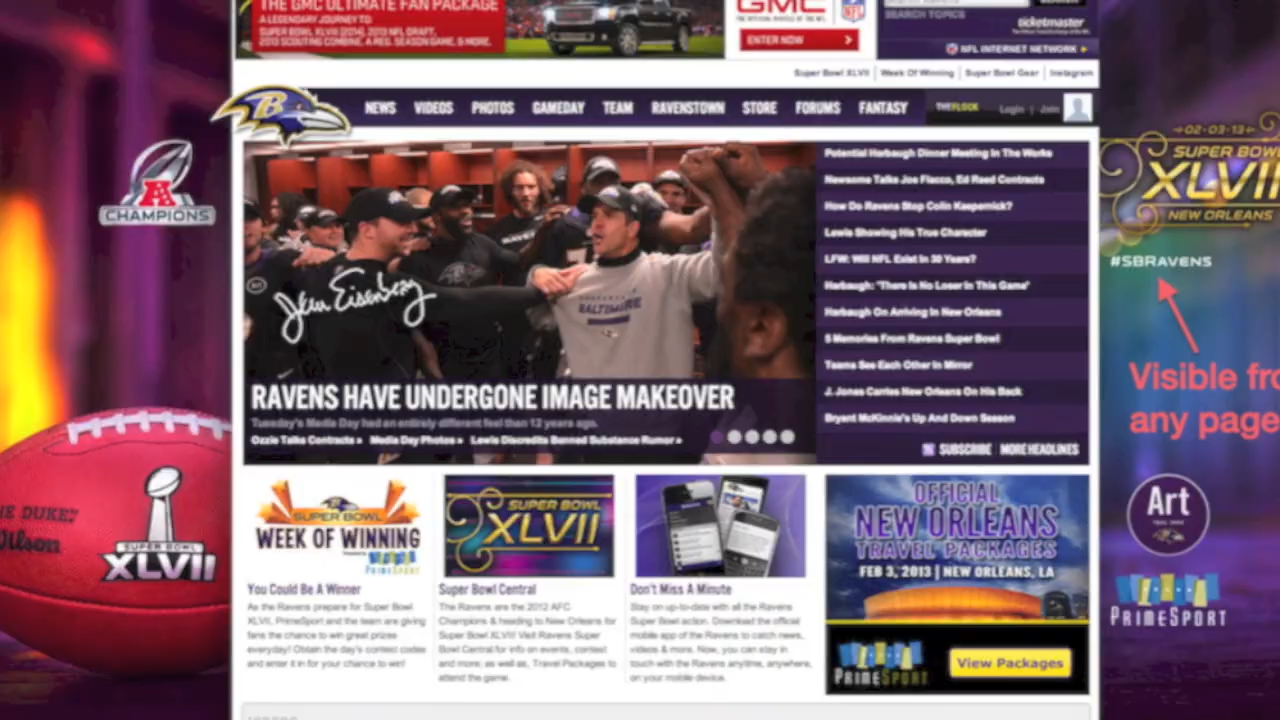 THE GMC ULTIMATE FAN PACKAGE
A LEGENDARY JOURNEY TO:
SUPER BOWL XLVIII (2014), 2013 NFL DRAFT,
2013 SCOUTING COMBINE, A REG. SEASON GAME, & MORE.
GMC
NFL
ENTER NOW
SEARCH TOPICS
ticketmaster
NFL INTERNET NETWORK
Super Bowl XLVII | Week Of Winning | Super Bowl Gear | Instagram
B
NEWS VIDEOS PHOTOS GAMEDAY TEAM RAVENSTOWN STORE FORUMS FANTASY
THEFLOCK Login | Join
A
CHAMPIONS
02-03-13
SUPER BOWL
XLVII
NEW ORLEANS
#SBRAVENS
Visible fro
any page
Potential Harbaugh Dinner Meeting In The Works
Newsome Talks Joe Flacco, Ed Reed Contracts
How Do Ravens Stop Colin Kaepernick?
Lewis Showing His True Character
LFW: Will NFL Exist In 30 Years?
Harbaugh: 'There Is No Loser In This Game'
Harbaugh On Arriving In New Orleans
5 Memories From Ravens Super Bowl
Teams See Each Other In Mirror
J. Jones Carries New Orleans On His Back
Bryant McKinnie's Up And Down Season
SUBSCRIBE MORE HEADLINES
John Eisenberg
BALTIMORE
RAVENS HAVE UNDERGONE IMAGE MAKEOVER
Tuesday's Media Day had an entirely different feel than 12 years ago.
Ozzie Talks Contracts » Media Day Photos » Lewis Discredits Banned Substance Rumor »
SUPER BOWL
WEEK OF WINNING
PRIMESPORT
You Could Be A Winner
As the Ravens prepare for Super Bowl
XLVII, PrimeSport and the team are giving
fans the chance to win great prizes
everyday! Obtain the day's contest codes
and enter it in for your chance to win!
SUPER BOWL
XLVII
Super Bowl Central
The Ravens are the 2012 AFC
Champions & heading to New Orleans for
Super Bowl XLVII! Visit Ravens Super
Bowl Central for info on events, contest
and more; as well as, Travel Packages to
attend the game.
Don't Miss A Minute
Stay on up-to-date with all the Ravens
Super Bowl action. Download the official
mobile app of the Ravens to catch news,
videos & more. Now, you can stay in
touch with the Ravens anytime, anywhere,
on your mobile device.
OFFICIAL
NEW ORLEANS
TRAVEL PACKAGES
FEB 3, 2013 | NEW ORLEANS, LA
PRIMESPORT
View Packages
Art
PRIMESPORT
HE DUKE"
Wilson
SUPER BOWL
XLVII
VIDEOS